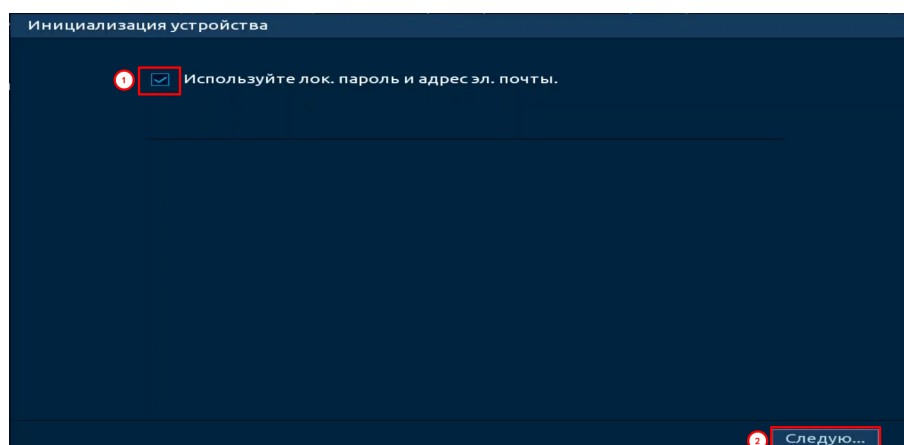 Инициализация устройства
1 Используйте лок. пароль и адрес эл. почты.
2 Следую...